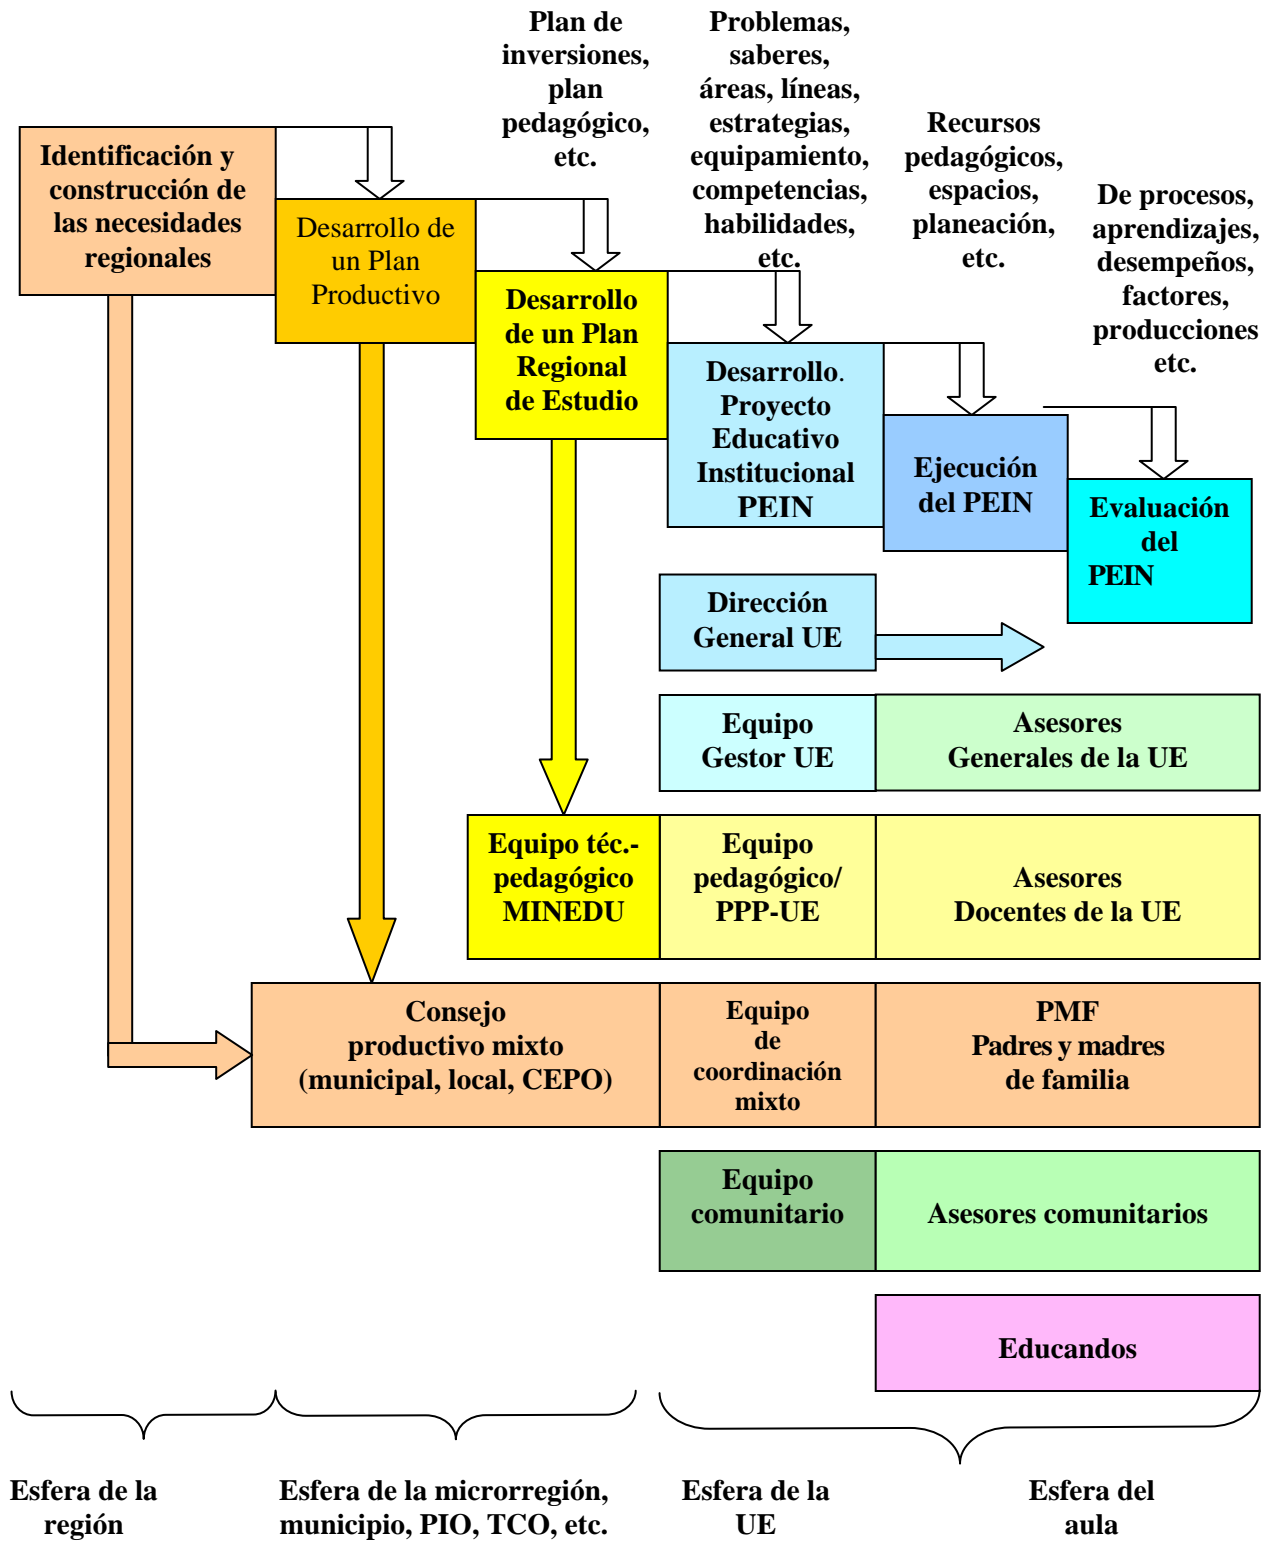 Plan de
inversiones,
plan
pedagógico,
etc.
Problemas,
saberes,
áreas, líneas,
estrategias,
equipamiento,
competencias,
habilidades,
etc.
Recursos
pedagógicos,
espacios,
planeación,
etc.
De procesos,
aprendizajes,
desempeños,
factores,
producciones
etc.
Identificación y
construcción de
las necesidades
regionales
Desarrollo de
un Plan
Productivo
Desarrollo
de un Plan
Regional
de Estudio
Desarrollo.
Proyecto
Educativo
Institucional
PEIN
Ejecución
del PEIN
Evaluación
del
PEIN
Dirección
General UE
Equipo
Gestor UE
Asesores
Generales de la UE
Equipo téc.-
pedagógico
MINEDU
Equipo
pedagógico/
PPP-UE
Asesores
Docentes de la UE
Consejo
productivo mixto
(municipal, local, CEPO)
Equipo
de
coordinación
mixto
PMF
Padres y madres
de familia
Equipo
comunitario
Asesores comunitarios
Educandos
Esfera de la
región
Esfera de la microrregión,
municipio, PIO, TCO, etc.
Esfera de la
UE
Esfera del
aula